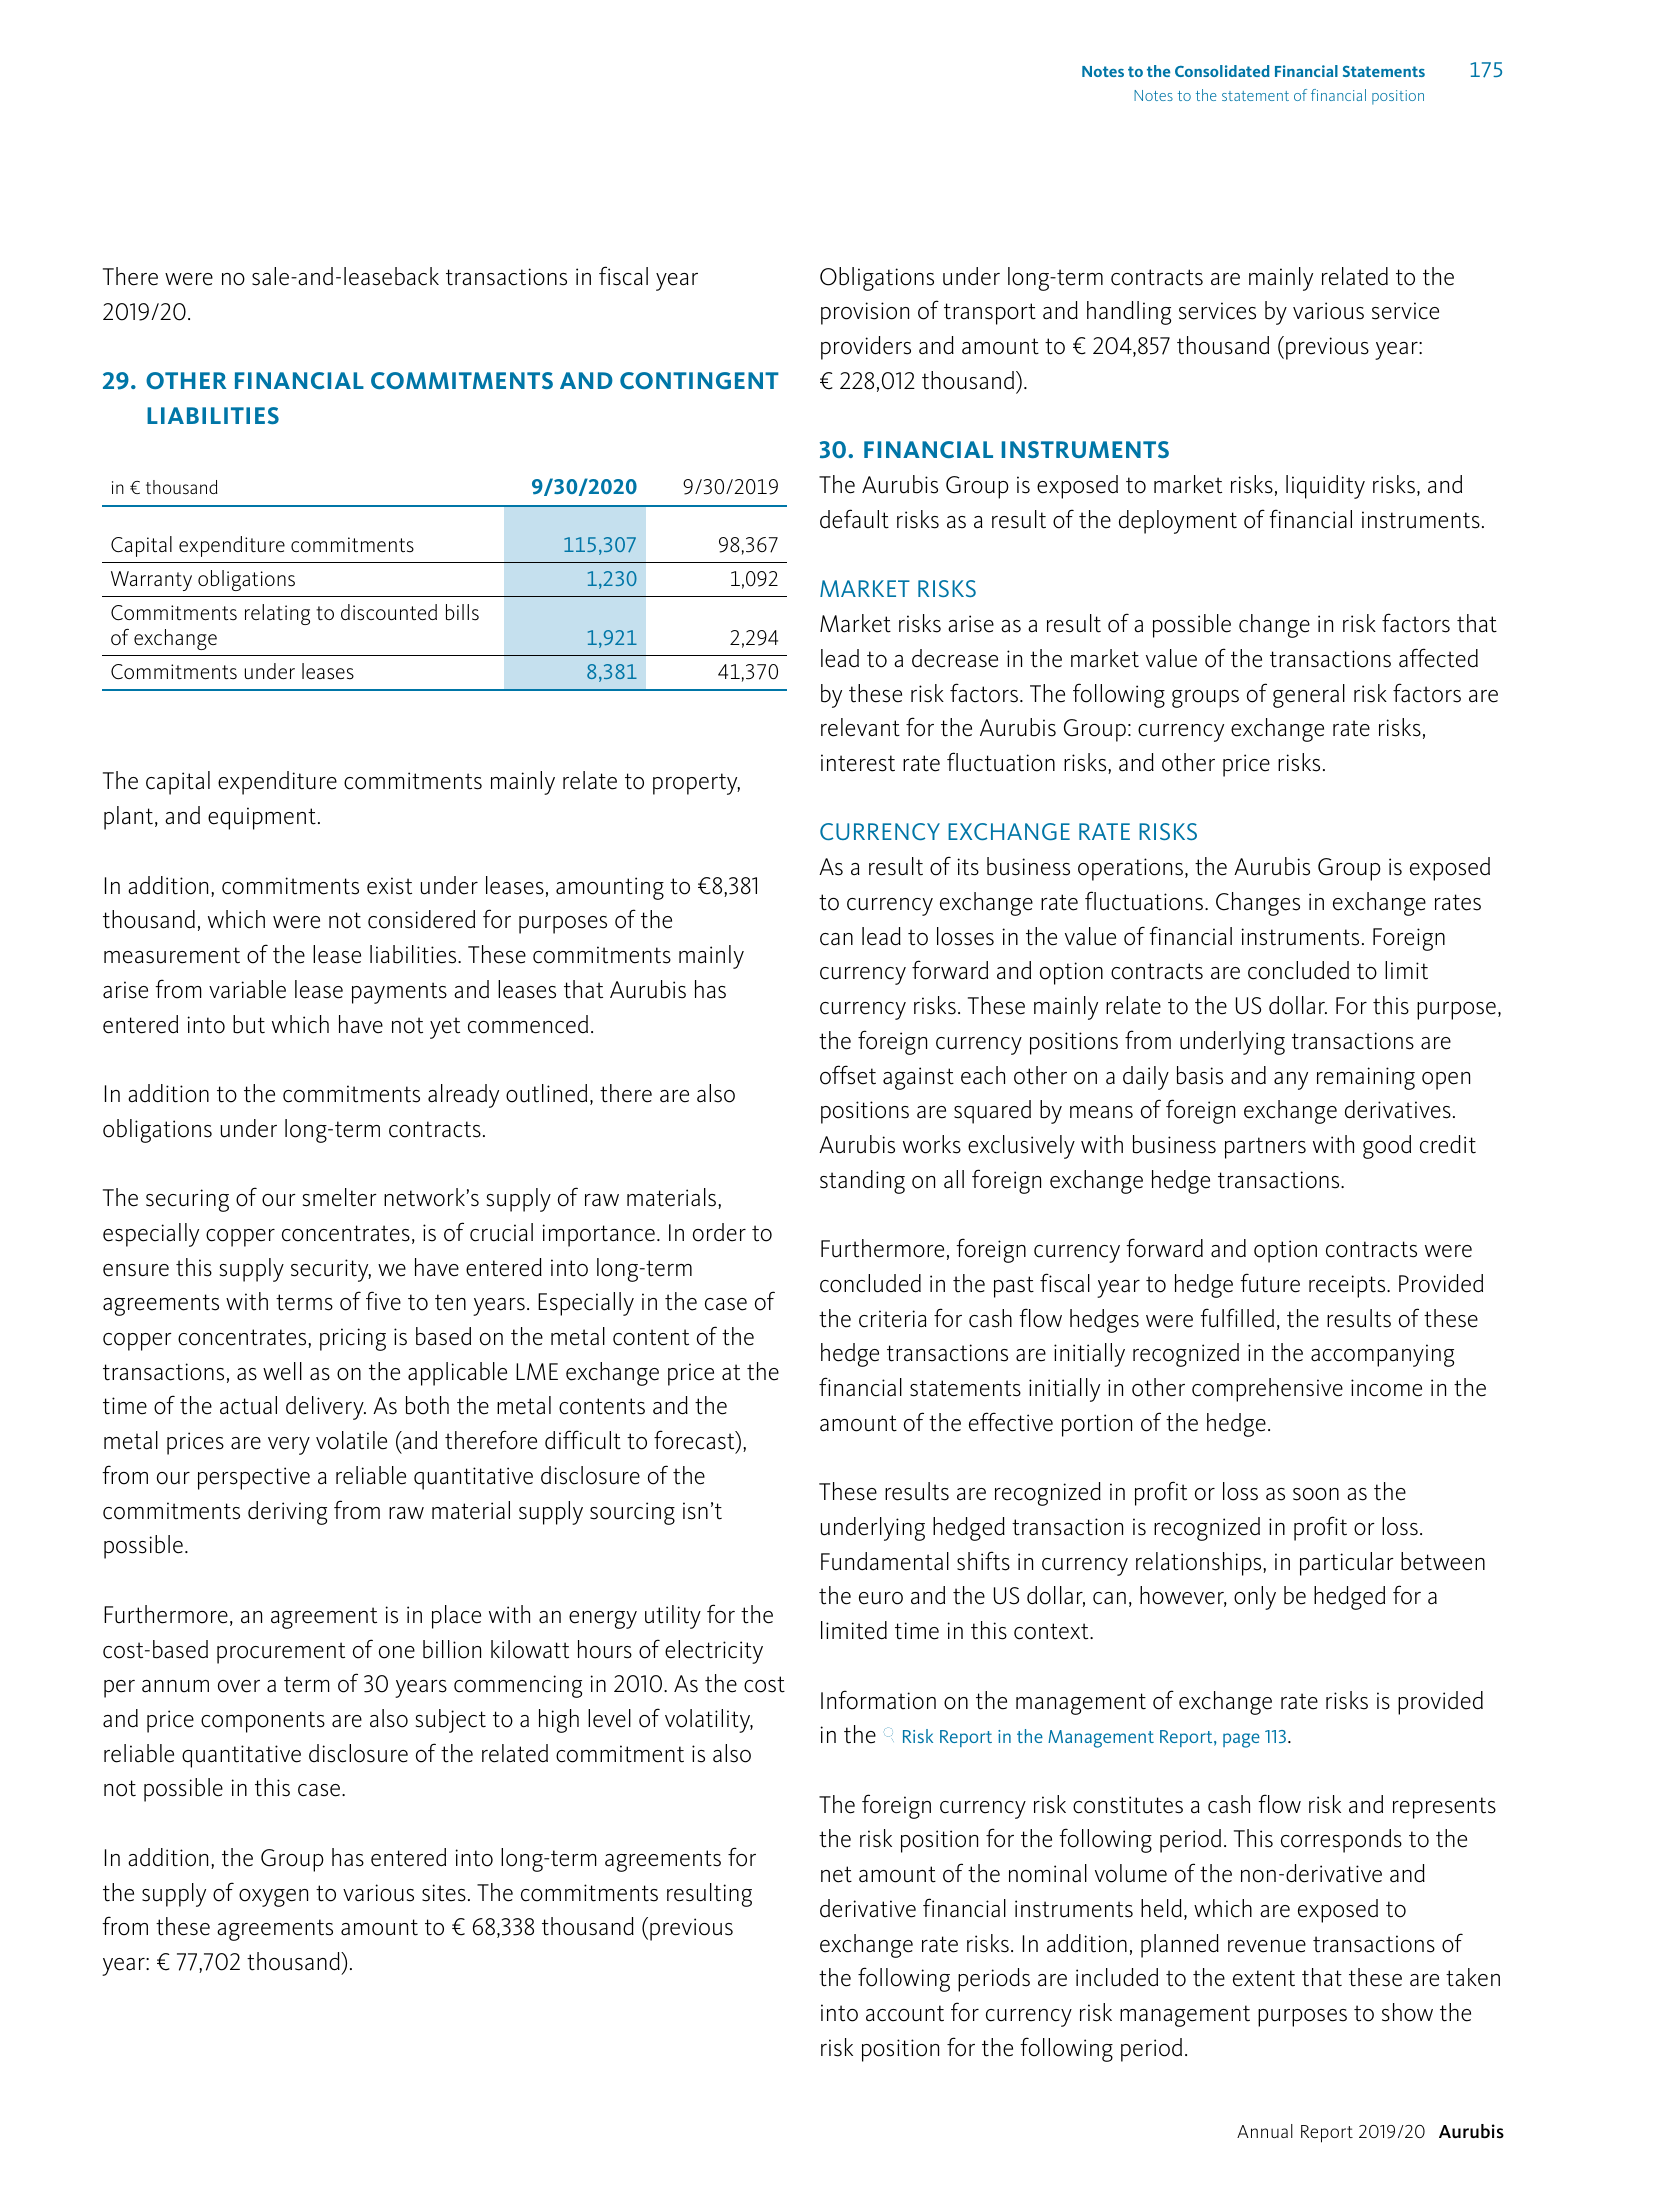 Notes to the Consolidated Financial Statements 175
Notes to the statement of financial position
There were no sale-and-leaseback transactions in fiscal year
2019/20.
29. OTHER FINANCIAL COMMITMENTS AND CONTINGENT
LIABILITIES
in € thousand 9/30/2020 9/30/2019
Capital expenditure commitments 115,307 98,367
Warranty obligations 1,230 1,092
Commitments relating to discounted bills
of exchange 1,921 2,294
Commitments under leases 8,381 41,370
The capital expenditure commitments mainly relate to property,
plant, and equipment.
In addition, commitments exist under leases, amounting to €8,381
thousand, which were not considered for purposes of the
measurement of the lease liabilities. These commitments mainly
arise from variable lease payments and leases that Aurubis has
entered into but which have not yet commenced.
In addition to the commitments already outlined, there are also
obligations under long-term contracts.
The securing of our smelter network’s supply of raw materials,
especially copper concentrates, is of crucial importance. In order to
ensure this supply security, we have entered into long-term
agreements with terms of five to ten years. Especially in the case of
copper concentrates, pricing is based on the metal content of the
transactions, as well as on the applicable LME exchange price at the
time of the actual delivery. As both the metal contents and the
metal prices are very volatile (and therefore difficult to forecast),
from our perspective a reliable quantitative disclosure of the
commitments deriving from raw material supply sourcing isn’t
possible.
Furthermore, an agreement is in place with an energy utility for the
cost-based procurement of one billion kilowatt hours of electricity
per annum over a term of 30 years commencing in 2010. As the cost
and price components are also subject to a high level of volatility,
reliable quantitative disclosure of the related commitment is also
not possible in this case.
In addition, the Group has entered into long-term agreements for
the supply of oxygen to various sites. The commitments resulting
from these agreements amount to € 68,338 thousand (previous
year: € 77,702 thousand).
Obligations under long-term contracts are mainly related to the
provision of transport and handling services by various service
providers and amount to € 204,857 thousand (previous year:
€ 228,012 thousand).
30. FINANCIAL INSTRUMENTS
The Aurubis Group is exposed to market risks, liquidity risks, and
default risks as a result of the deployment of financial instruments.
MARKET RISKS
Market risks arise as a result of a possible change in risk factors that
lead to a decrease in the market value of the transactions affected
by these risk factors. The following groups of general risk factors are
relevant for the Aurubis Group: currency exchange rate risks,
interest rate fluctuation risks, and other price risks.
CURRENCY EXCHANGE RATE RISKS
As a result of its business operations, the Aurubis Group is exposed
to currency exchange rate fluctuations. Changes in exchange rates
can lead to losses in the value of financial instruments. Foreign
currency forward and option contracts are concluded to limit
currency risks. These mainly relate to the US dollar. For this purpose,
the foreign currency positions from underlying transactions are
offset against each other on a daily basis and any remaining open
positions are squared by means of foreign exchange derivatives.
Aurubis works exclusively with business partners with good credit
standing on all foreign exchange hedge transactions.
Furthermore, foreign currency forward and option contracts were
concluded in the past fiscal year to hedge future receipts. Provided
the criteria for cash flow hedges were fulfilled, the results of these
hedge transactions are initially recognized in the accompanying
financial statements initially in other comprehensive income in the
amount of the effective portion of the hedge.
These results are recognized in profit or loss as soon as the
underlying hedged transaction is recognized in profit or loss.
Fundamental shifts in currency relationships, in particular between
the euro and the US dollar, can, however, only be hedged for a
limited time in this context.
Information on the management of exchange rate risks is provided
in the Risk Report in the Management Report, page 113.
The foreign currency risk constitutes a cash flow risk and represents
the risk position for the following period. This corresponds to the
net amount of the nominal volume of the non-derivative and
derivative financial instruments held, which are exposed to
exchange rate risks. In addition, planned revenue transactions of
the following periods are included to the extent that these are taken
into account for currency risk management purposes to show the
risk position for the following period.
Annual Report 2019/20 Aurubis